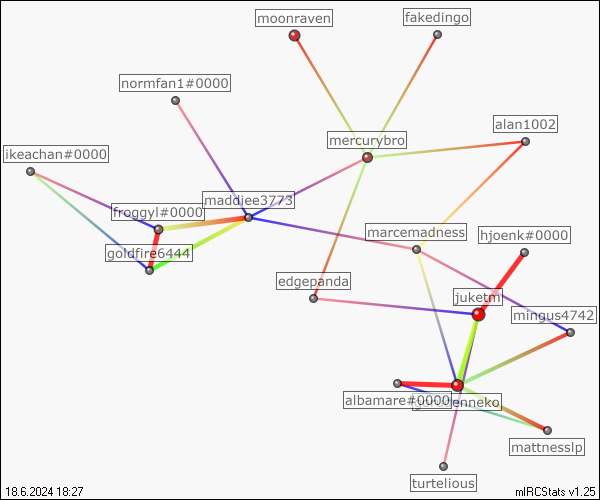 moonraven
fakedingo
normfan1#0000
alan1002
mercurybro
ikeachan#0000
maddiee3773
froggyl#0000
marcemadness
hjoenk#0000
goldfire6444
edgepanda
juketm
mingus4742
albamare#0000
mattnesslp
turtelious
18.6.2024 18:27
mIRCStats v1.25